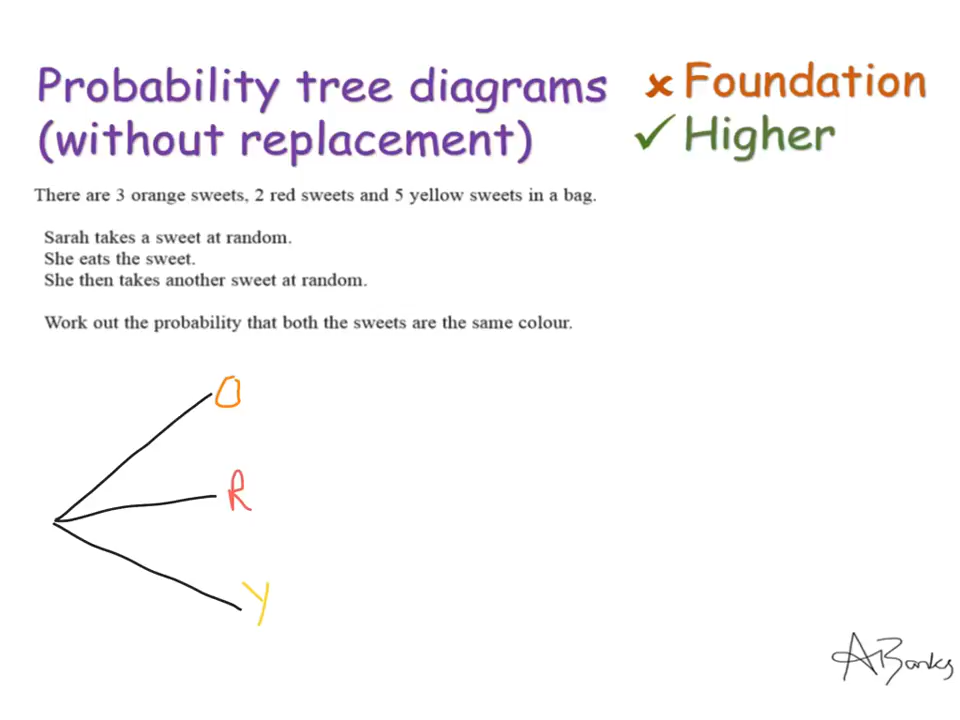 Probability tree diagrams
(without replacement)
x Foundation
✓ Higher
There are 3 orange sweets, 2 red sweets and 5 yellow sweets in a bag.
Sarah takes a sweet at random.
She eats the sweet.
She then takes another sweet at random.
Work out the probability that both the sweets are the same colour.
O
R
Y
ABanks